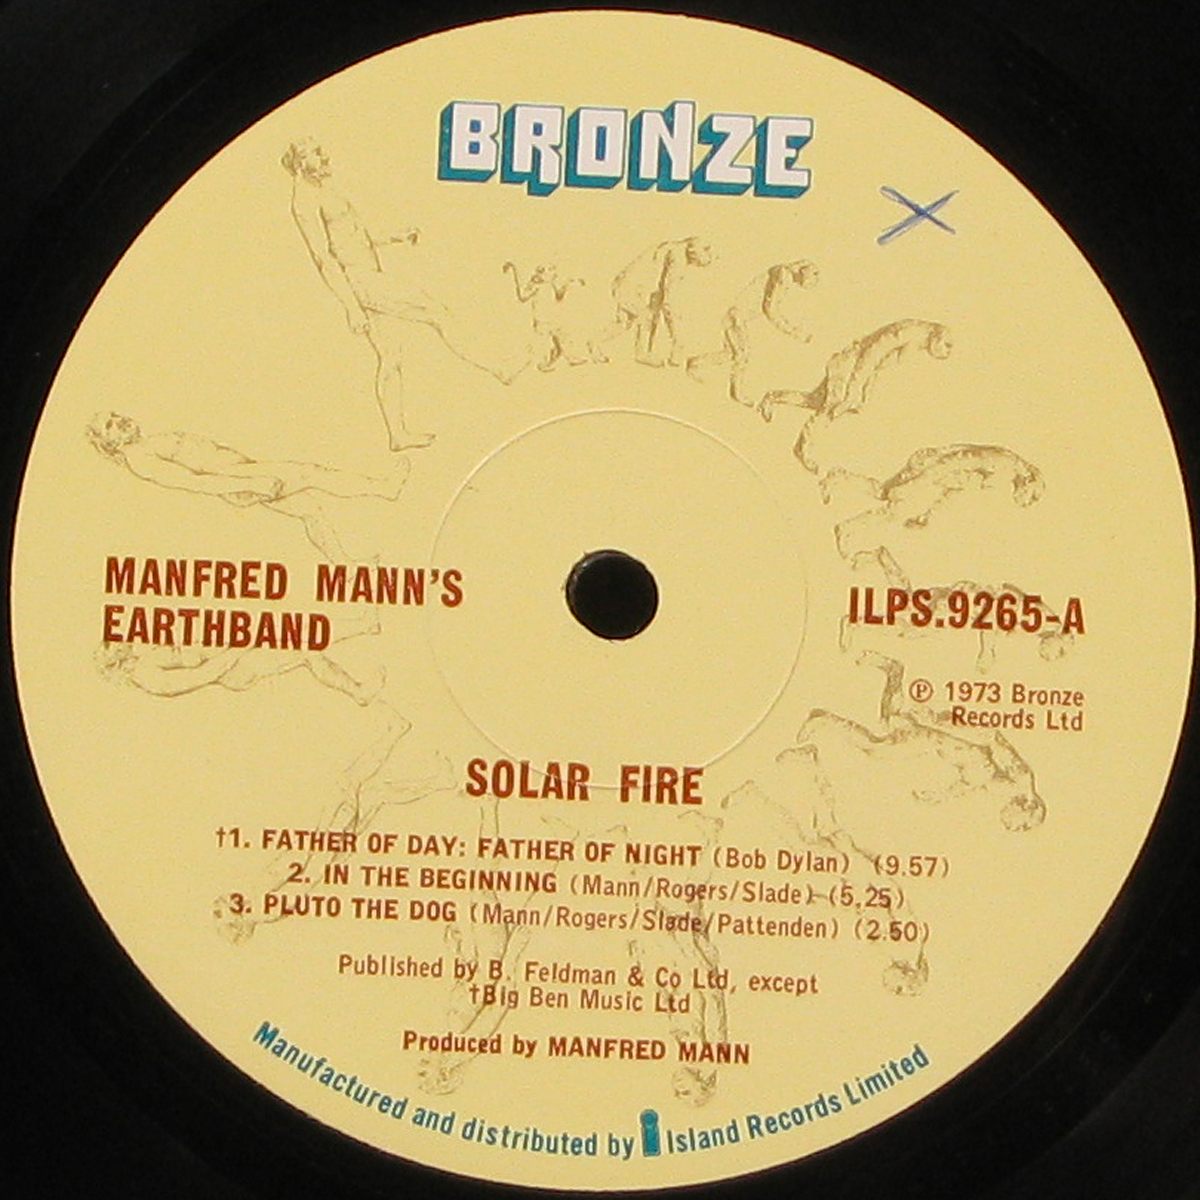 BRONZE
MANFRED MANN'S
EARTHBAND
ILPS.9265-A
℗ 1973 Bronze
Records Ltd
SOLAR FIRE
†1. FATHER OF DAY: FATHER OF NIGHT (Bob Dylan) (9.57)
2. IN THE BEGINNING (Mann/Rogers/Slade) (5.25)
3. PLUTO THE DOG (Mann/Rogers/Slade/Pattenden) (2.50)
Published by B. Feldman & Co Ltd, except
†Big Ben Music Ltd
Produced by MANFRED MANN
Manufactured and distributed by Island Records Limited